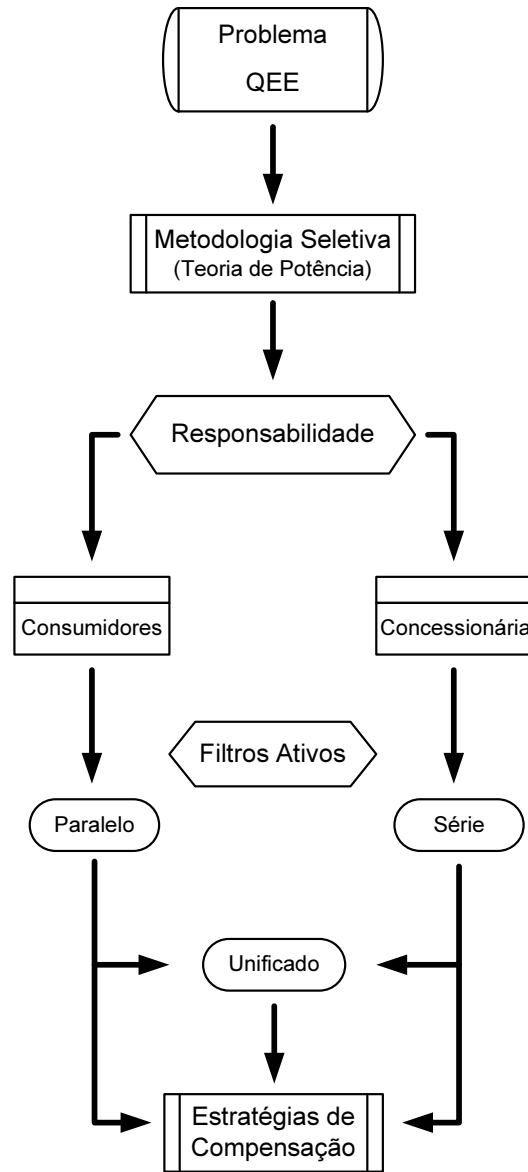 Problema
QEE
Metodologia Seletiva
(Teoria de Potência)
Responsabilidade
Consumidores
Concessionária
Filtros Ativos
Paralelo
Série
Unificado
Estratégias de
Compensação